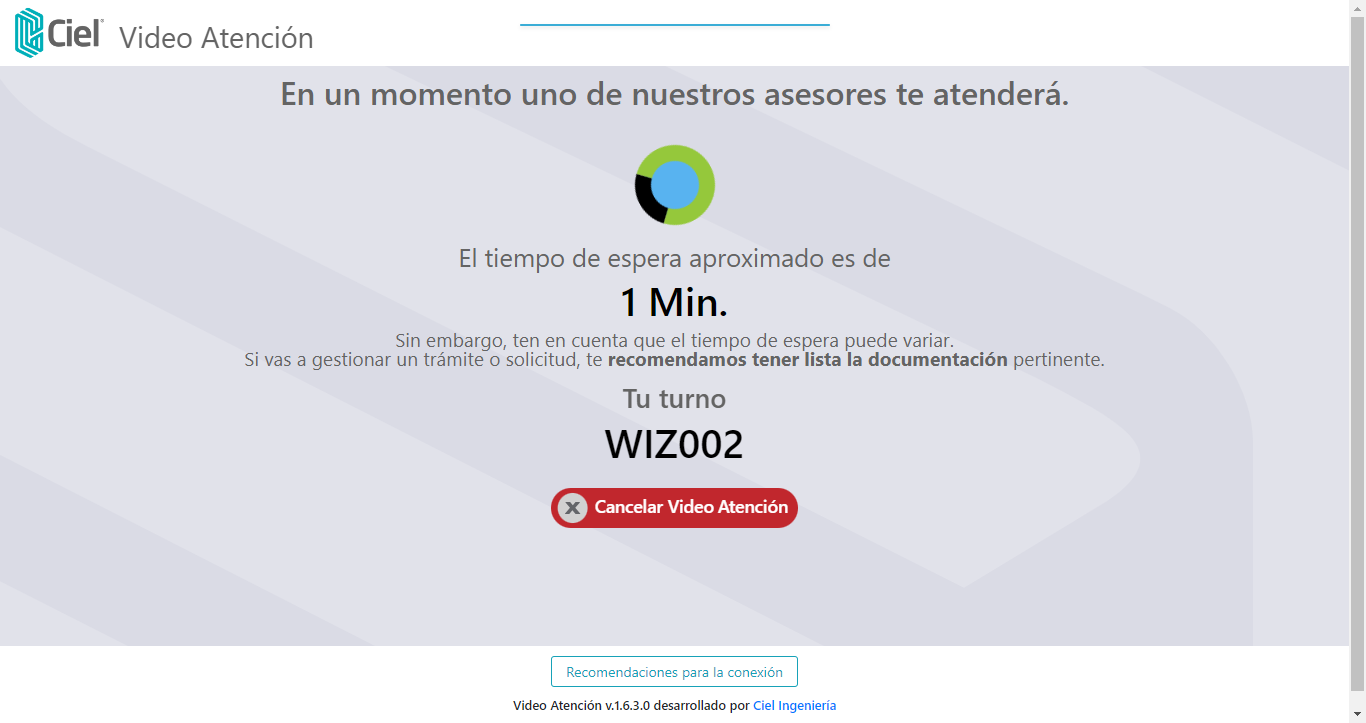 Ciel® Video Atención
En un momento uno de nuestros asesores te atenderá.
El tiempo de espera aproximado es de
1 Min.
Sin embargo, ten en cuenta que el tiempo de espera puede variar.
Si vas a gestionar un trámite o solicitud, te recomendamos tener lista la documentación pertinente.
Tu turno
WIZ002
X Cancelar Video Atención
Recomendaciones para la conexión
Video Atención v.1.6.3.0 desarrollado por Ciel Ingeniería